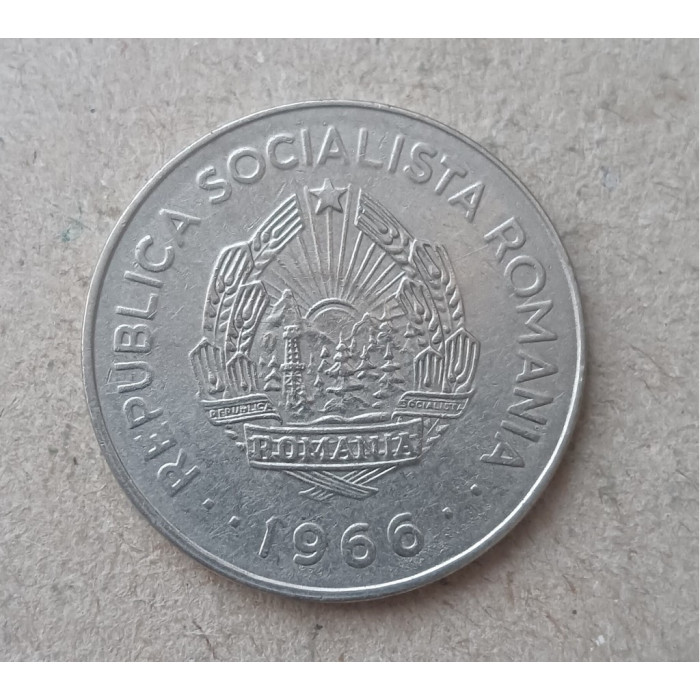 · REPUBLICA SOCIALISTA ROMANIA ·
REPUBLICA SOCIALISTA
ROMANIA
· 1966 ·